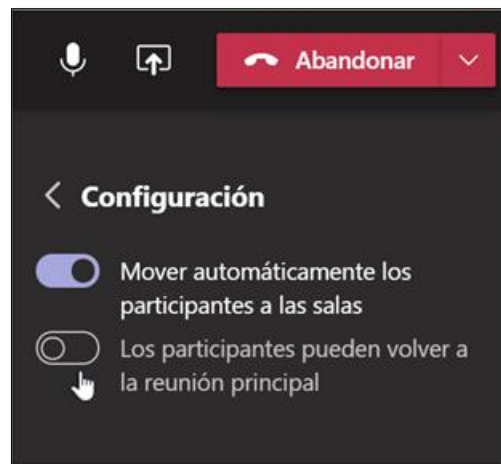 Abandonar
Configuración
Mover automáticamente los
participantes a las salas
Los participantes pueden volver a
la reunión principal